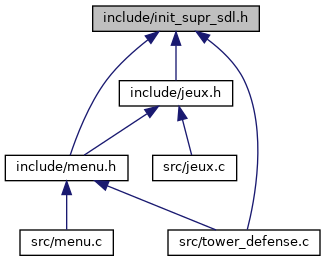 include/init_supr_sdl.h
include/jeux.h
include/menu.h
src/jeux.c
src/menu.c
src/tower_defense.c